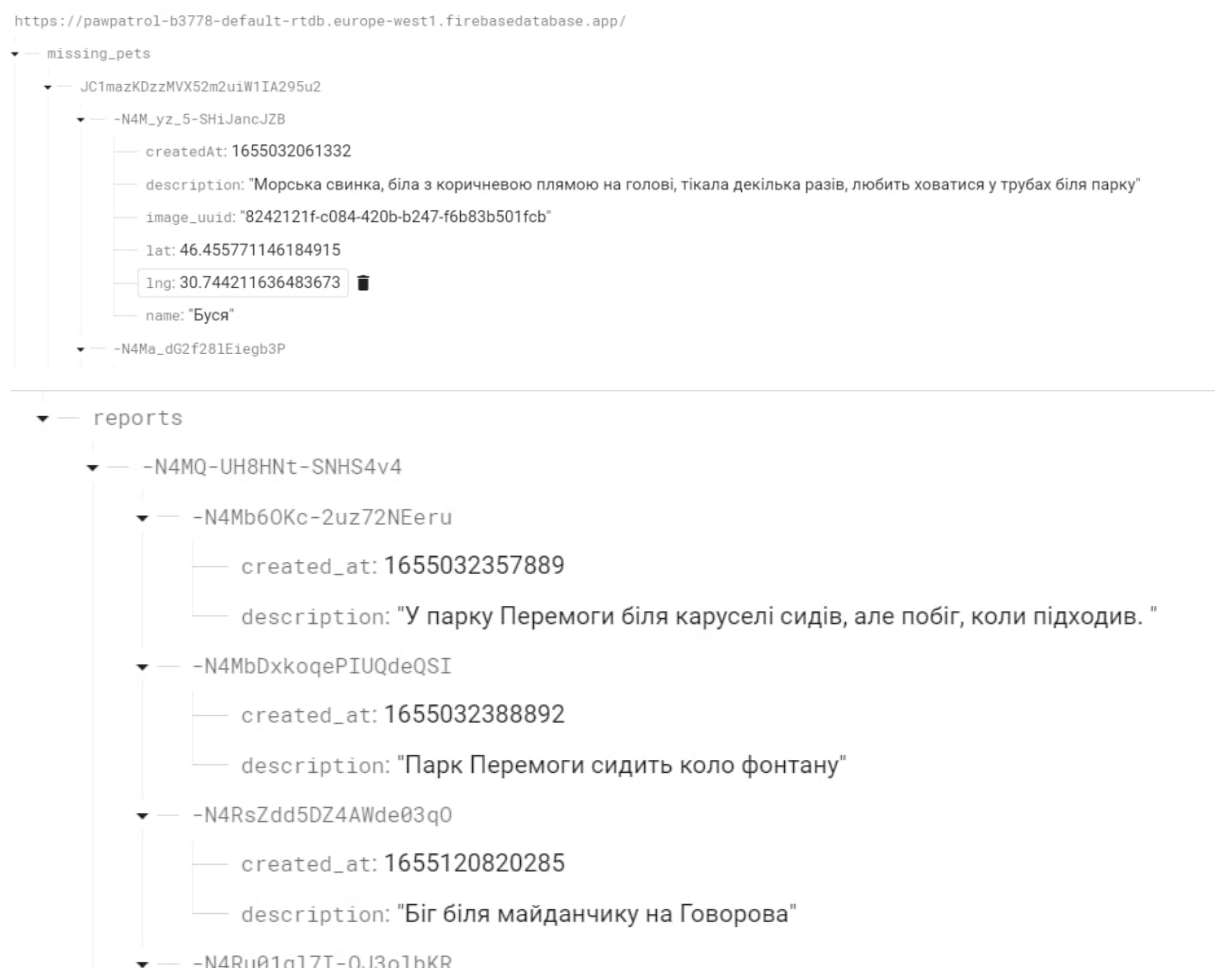 https://pawpatrol-b3778-default-rtdb.europe-west1.firebasedatabase.app/
missing_pets
JC1mazKDzzMVX52m2uiW1IA295u2
-N4M_yz_5-SHiJancJZB
createdAt: 1655032061332
description: "Морська свинка, біла з коричневою плямою на голові, тікала декілька разів, любить ховатися у трубах біля парку"
image_uuid: "8242121f-c084-420b-b247-f6b83b501fcb"
lat: 46.455771146184915
lng: 30.744211636483673
name: "Буся"
-N4Ma_dG2f28lEiegb3P
reports
-N4MQ-UH8HNt-SNHS4v4
-N4Mb6OKc-2uz72NEeru
created_at: 1655032357889
description: "У парку Перемоги біля каруселі сидів, але побіг, коли підходив. "
-N4MbDxkoqePIUQdeQSI
created_at: 1655032388892
description: "Парк Перемоги сидить коло фонтану"
-N4RsZdd5DZ4AWde03qO
created_at: 1655120820285
description: "Біг біля майданчику на Говорова"